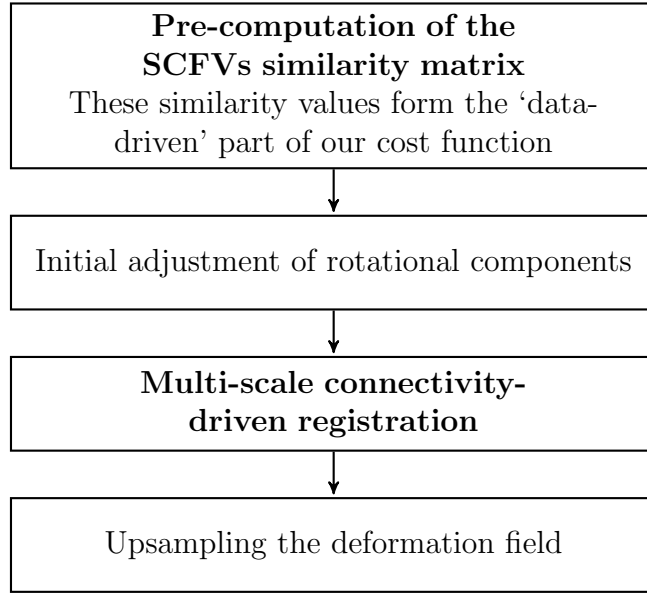 Pre-computation of the
SCFVs similarity matrix
These similarity values form the ‘data-
driven’ part of our cost function
Initial adjustment of rotational components
Multi-scale connectivity-
driven registration
Upsampling the deformation field